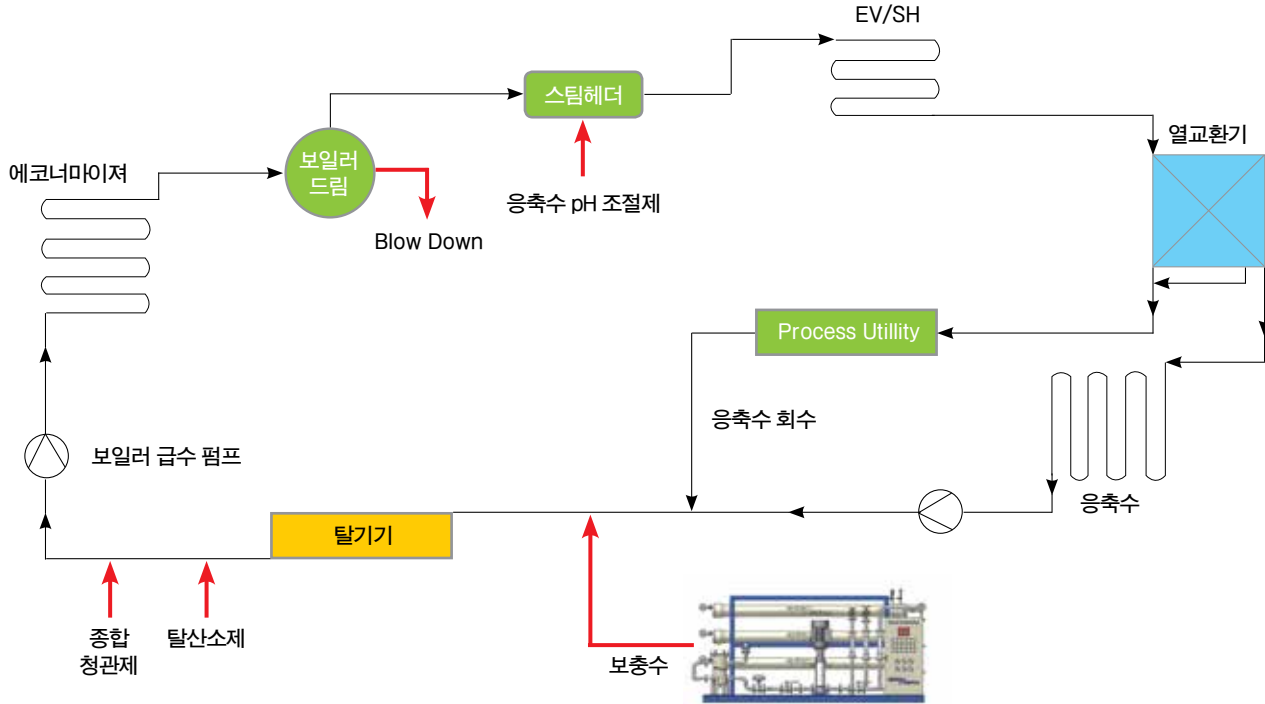 EV/SH
스팀헤더
열교환기
보일러
드림
에코너마이져
응축수 pH 조절제
Blow Down
Process Utillity
응축수 회수
보일러 급수 펌프
응축수
탈기기
종합
청관제
탈산소제
보충수